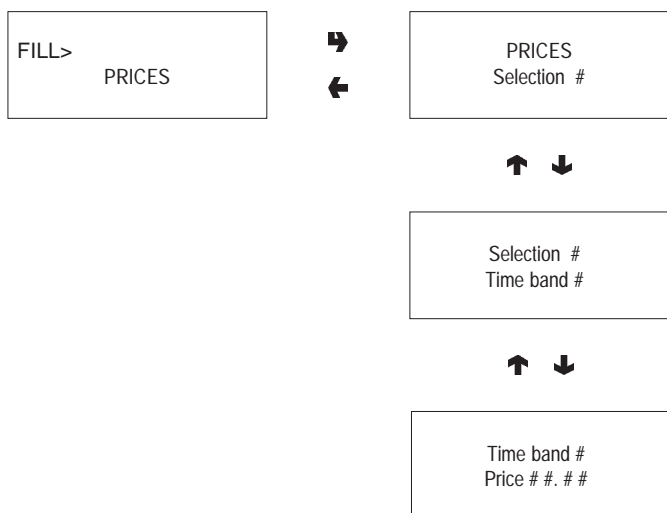 FILL>
PRICES
PRICES
Selection #
Selection #
Time band #
Time band #
Price # #. # #